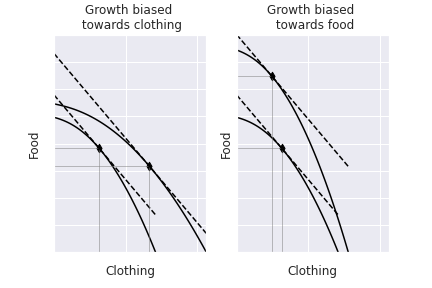 Growth biased
towards clothing
Food
Clothing
Growth biased
towards food
Food
Clothing